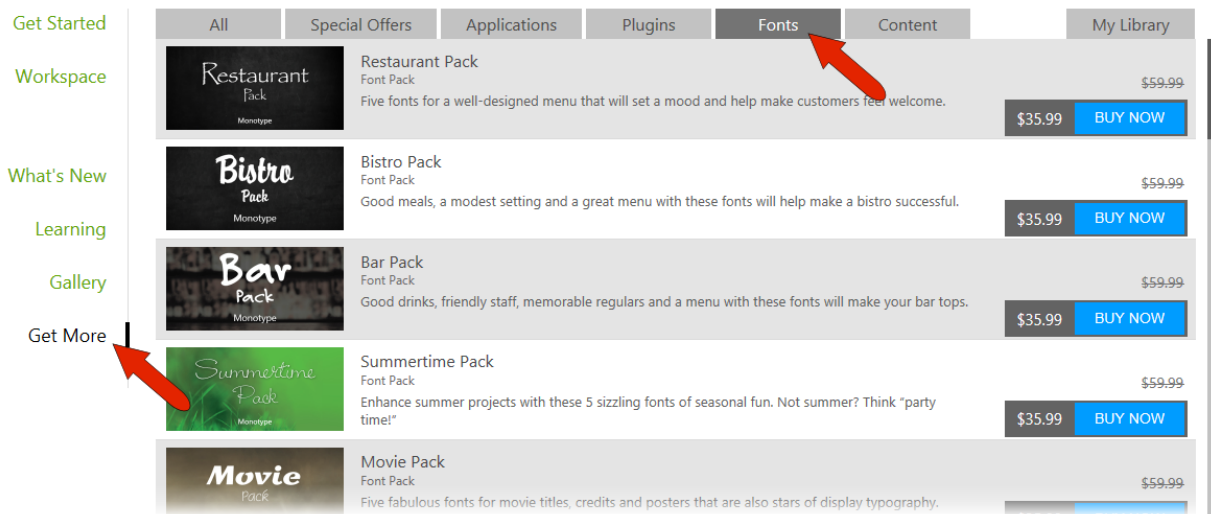 Get Started
Workspace
What's New
Learning
Gallery
Get More
All Special Offers Applications Plugins Fonts Content My Library
Restaurant
Pack
Monotype
Restaurant Pack
Font Pack
Five fonts for a well-designed menu that will set a mood and help make customers feel welcome.
$59.99
$35.99 BUY NOW
Bistro
Pack
Monotype
Bistro Pack
Font Pack
Good meals, a modest setting and a great menu with these fonts will help make a bistro successful.
$59.99
$35.99 BUY NOW
Bar
Pack
Monotype
Bar Pack
Font Pack
Good drinks, friendly staff, memorable regulars and a menu with these fonts will make your bar tops.
$59.99
$35.99 BUY NOW
Summertime
Pack
Monotype
Summertime Pack
Font Pack
Enhance summer projects with these 5 sizzling fonts of seasonal fun. Not summer? Think “party
time!”
$59.99
$35.99 BUY NOW
Movie
Pack
Movie Pack
Font Pack
Five fabulous fonts for movie titles, credits and posters that are also stars of display typography.
$59.99